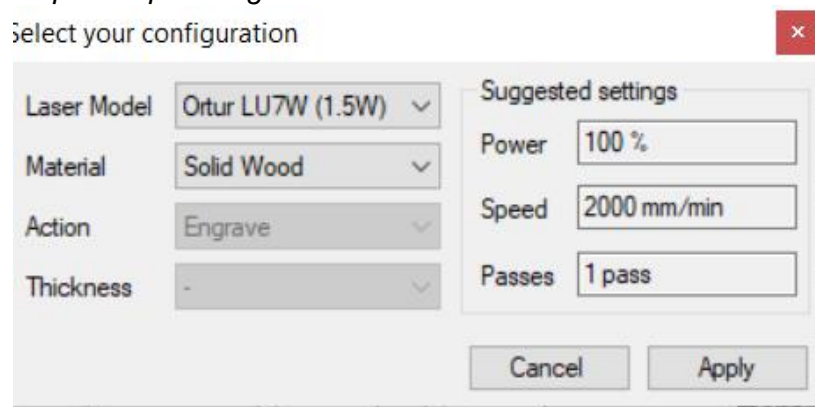 Select your configuration
Laser Model
Ortur LU7W (1.5W)
Material
Solid Wood
Action
Engrave
Thickness
-
Suggested settings
Power
100 %
Speed
2000 mm/min
Passes
1 pass
Cancel
Apply